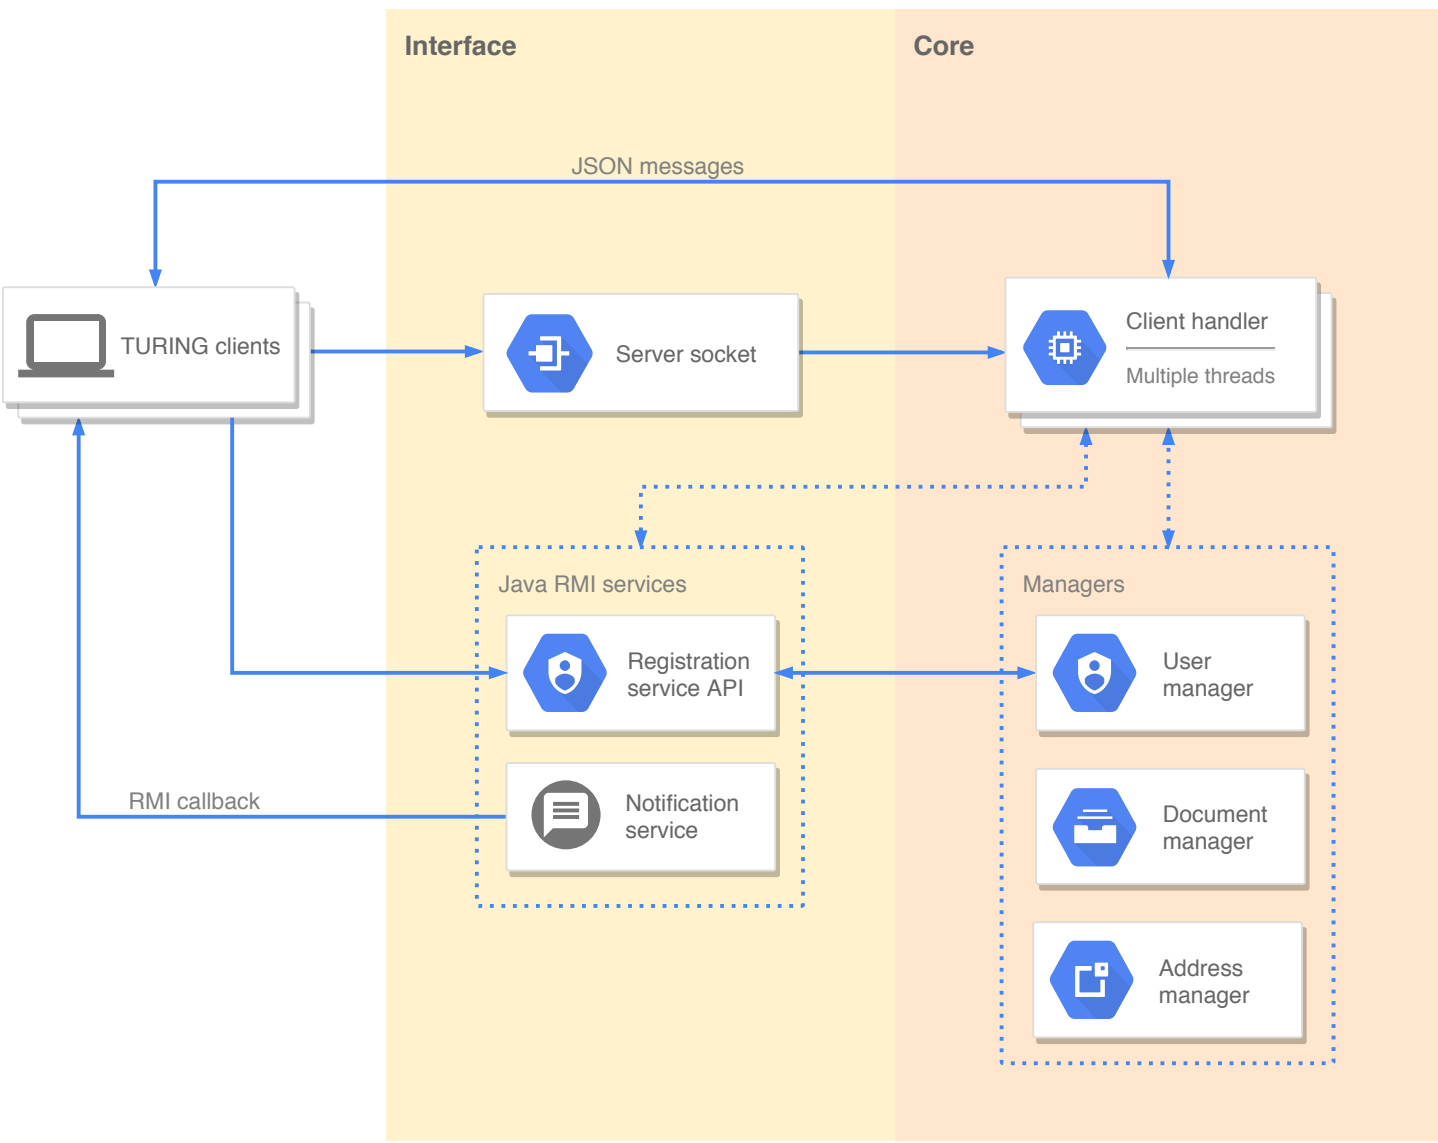 Interface
Core
JSON messages
TURING clients
Server socket
Client handler
Multiple threads
Java RMI services
Registration
service API
Notification
service
RMI callback
Managers
User
manager
Document
manager
Address
manager